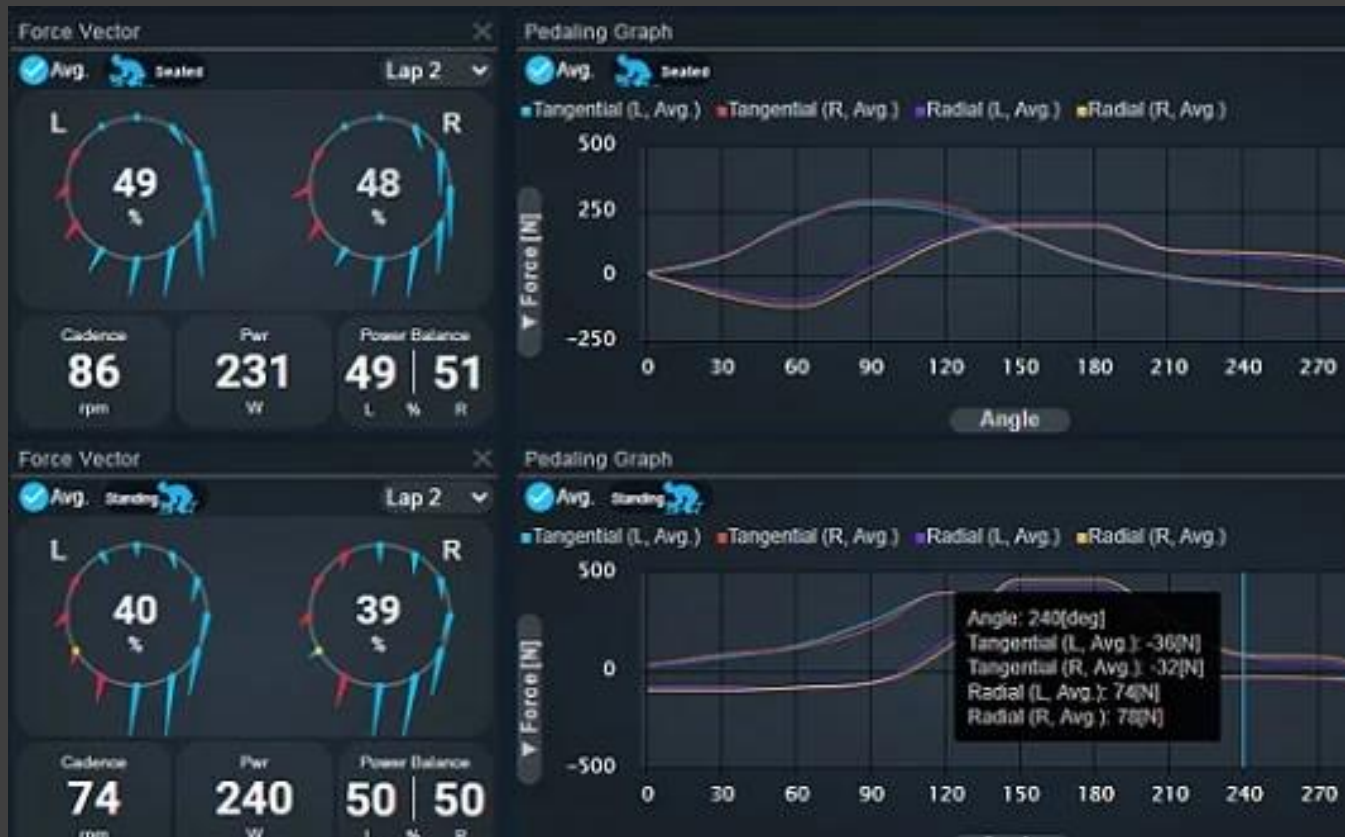 Force Vector
Avg. Seated Lap 2
L R
49 48
% %
Cadence Pwr Power Balance
86 231 49 51
rpm W L % R
Pedaling Graph
Avg. Seated
Tangential (L, Avg.) Tangential (R, Avg.) Radial (L, Avg.) Radial (R, Avg.)
500
250
0
-250
▼ Force[N]
0 30 60 90 120 150 180 210 240 270
Angle
Force Vector
Avg. Standing Lap 2
L R
40 39
% %
Cadence Pwr Power Balance
74 240 50 50
rpm W L % R
Pedaling Graph
Avg. Standing
Tangential (L, Avg.) Tangential (R, Avg.) Radial (L, Avg.) Radial (R, Avg.)
500
0
-500
▼ Force[N]
Angle: 240[deg]
Tangential (L, Avg.): -36[N]
Tangential (R, Avg.): -32[N]
Radial (L, Avg.): 74[N]
Radial (R, Avg.): 78[N]
0 30 60 90 120 150 180 210 240 270